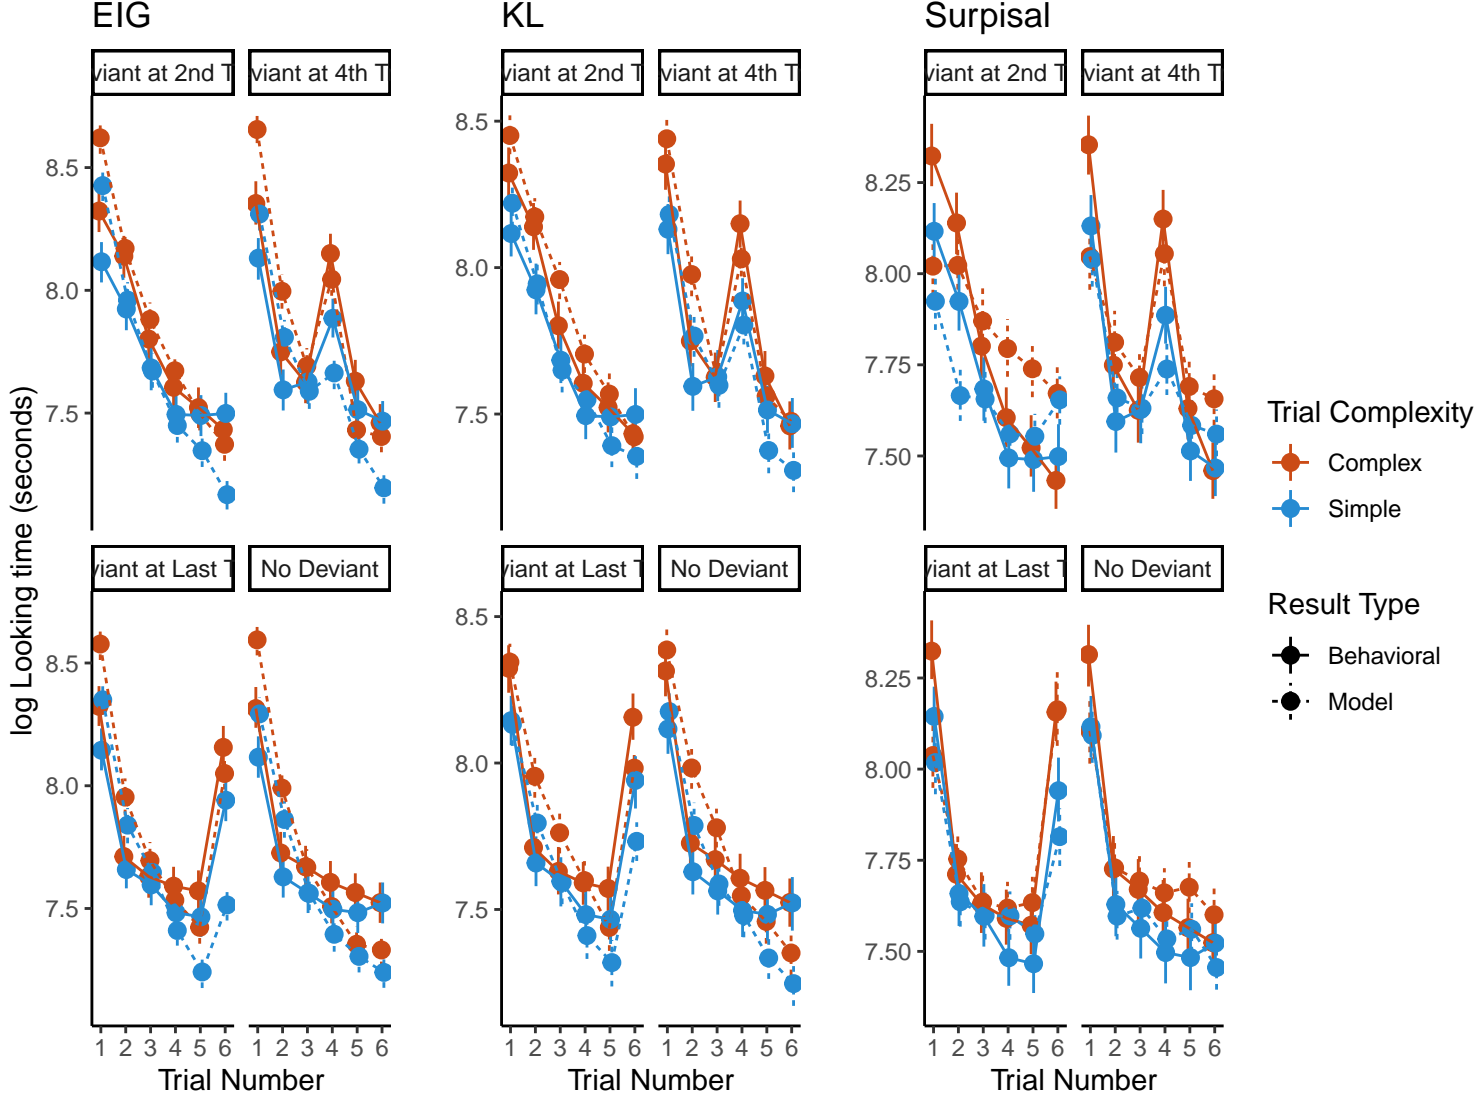 EIG
KL
Surpisal
viant at 2nd T
viant at 4th T
viant at 2nd T
viant at 4th T
viant at 2nd T
viant at 4th T
8.5
8.0
7.5
8.5
8.0
7.5
8.25
8.00
7.75
7.50
viant at Last T
No Deviant
viant at Last T
No Deviant
viant at Last T
No Deviant
8.5
8.0
7.5
8.5
8.0
7.5
8.25
8.00
7.75
7.50
1 2 3 4 5 6
1 2 3 4 5 6
1 2 3 4 5 6
1 2 3 4 5 6
1 2 3 4 5 6
1 2 3 4 5 6
Trial Number
Trial Number
Trial Number
log Looking time (seconds)
Trial Complexity
Complex
Simple
Result Type
Behavioral
Model